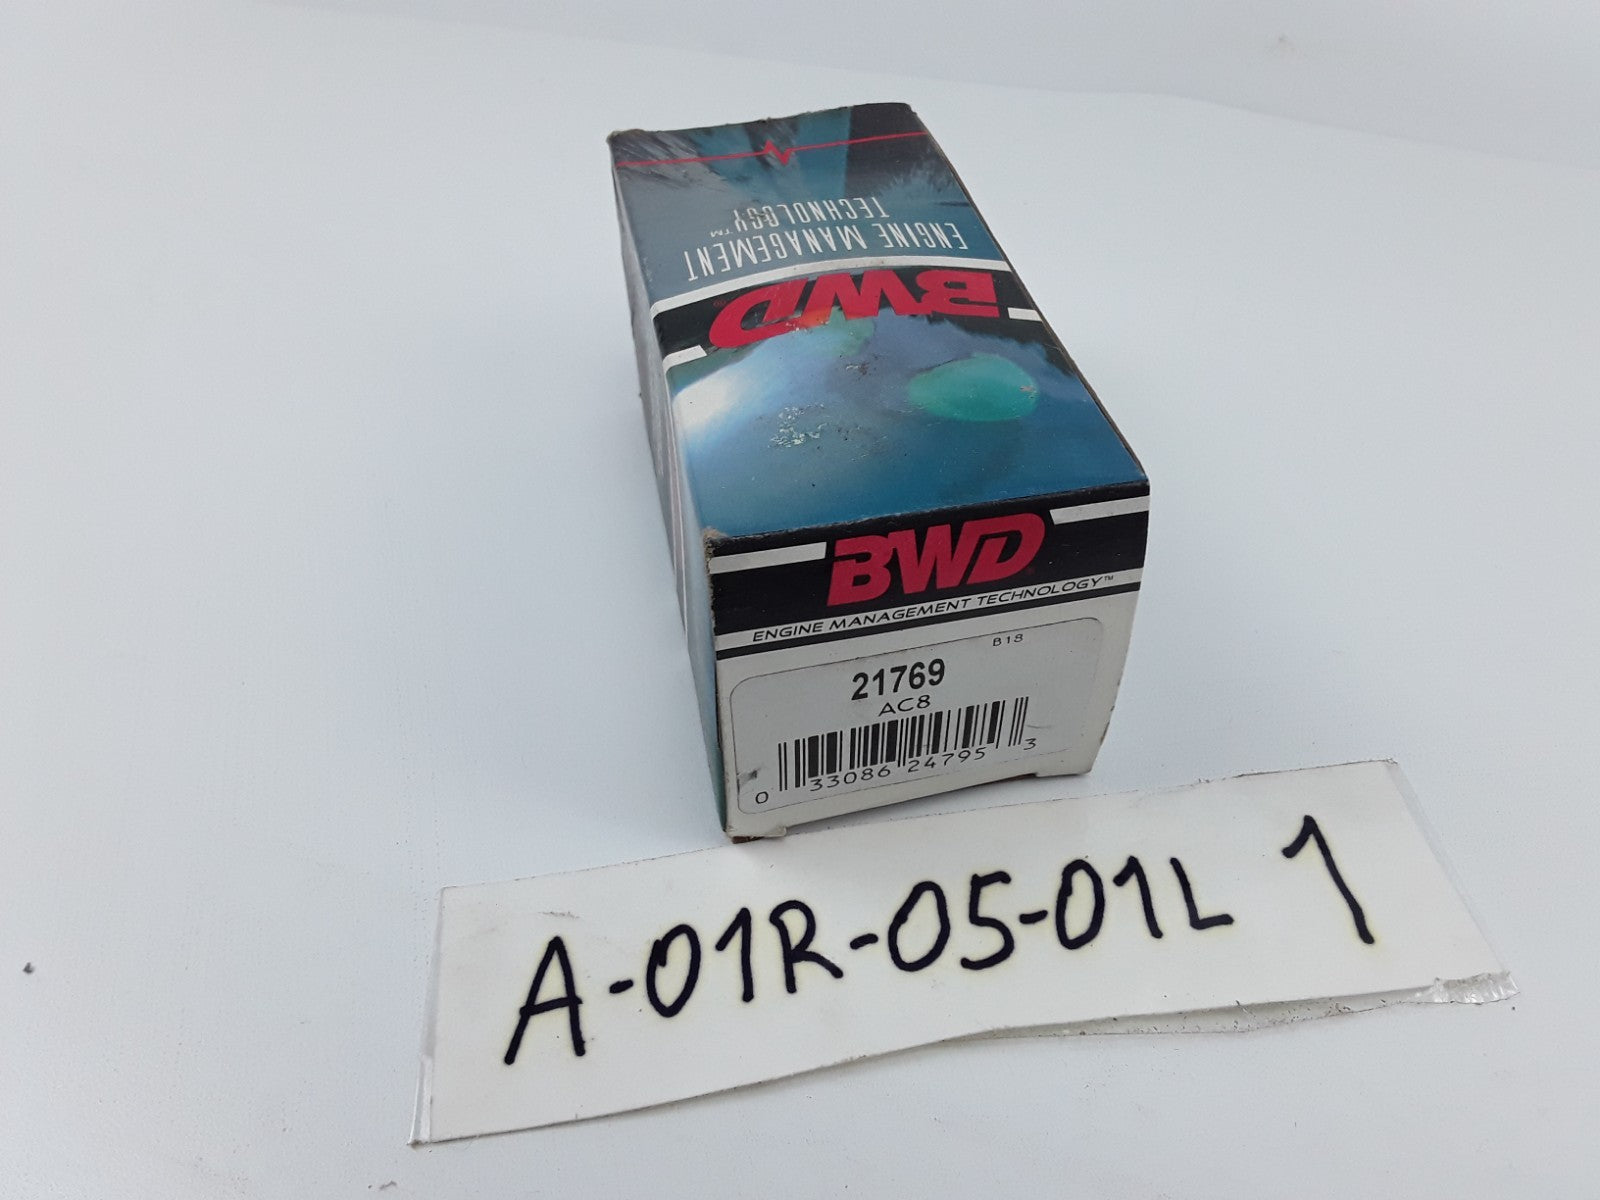 ENGINE MANAGEMENT
TECHNOLOGY™
BWD
BWD
ENGINE MANAGEMENT TECHNOLOGY™
B18
21769
AC8
0 33086 24795 3
A-01R-05-01L 1